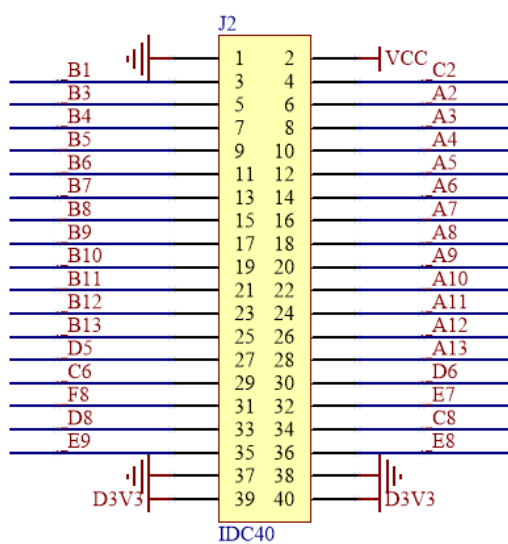 J2
1 2 VCC
B1 3 4 C2
B3 5 6 A2
B4 7 8 A3
B5 9 10 A4
B6 11 12 A5
B7 13 14 A6
B8 15 16 A7
B9 17 18 A8
B10 19 20 A9
B11 21 22 A10
B12 23 24 A11
B13 25 26 A12
D5 27 28 A13
C6 29 30 D6
F8 31 32 E7
D8 33 34 C8
E9 35 36 E8
37 38
D3V3 39 40 D3V3
IDC40